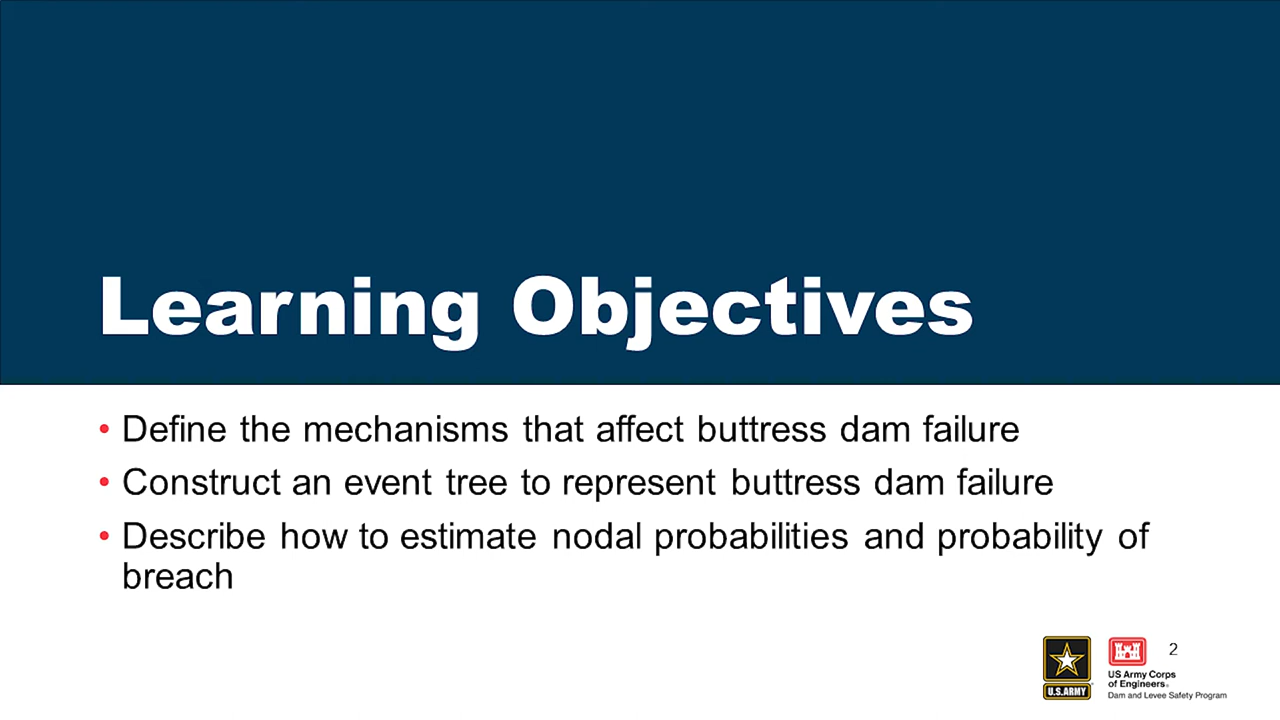 Learning Objectives
• Define the mechanisms that affect buttress dam failure
• Construct an event tree to represent buttress dam failure
• Describe how to estimate nodal probabilities and probability of
breach
2
U.S.ARMY
US Army Corps
of Engineers®
Dam and Levee Safety Program